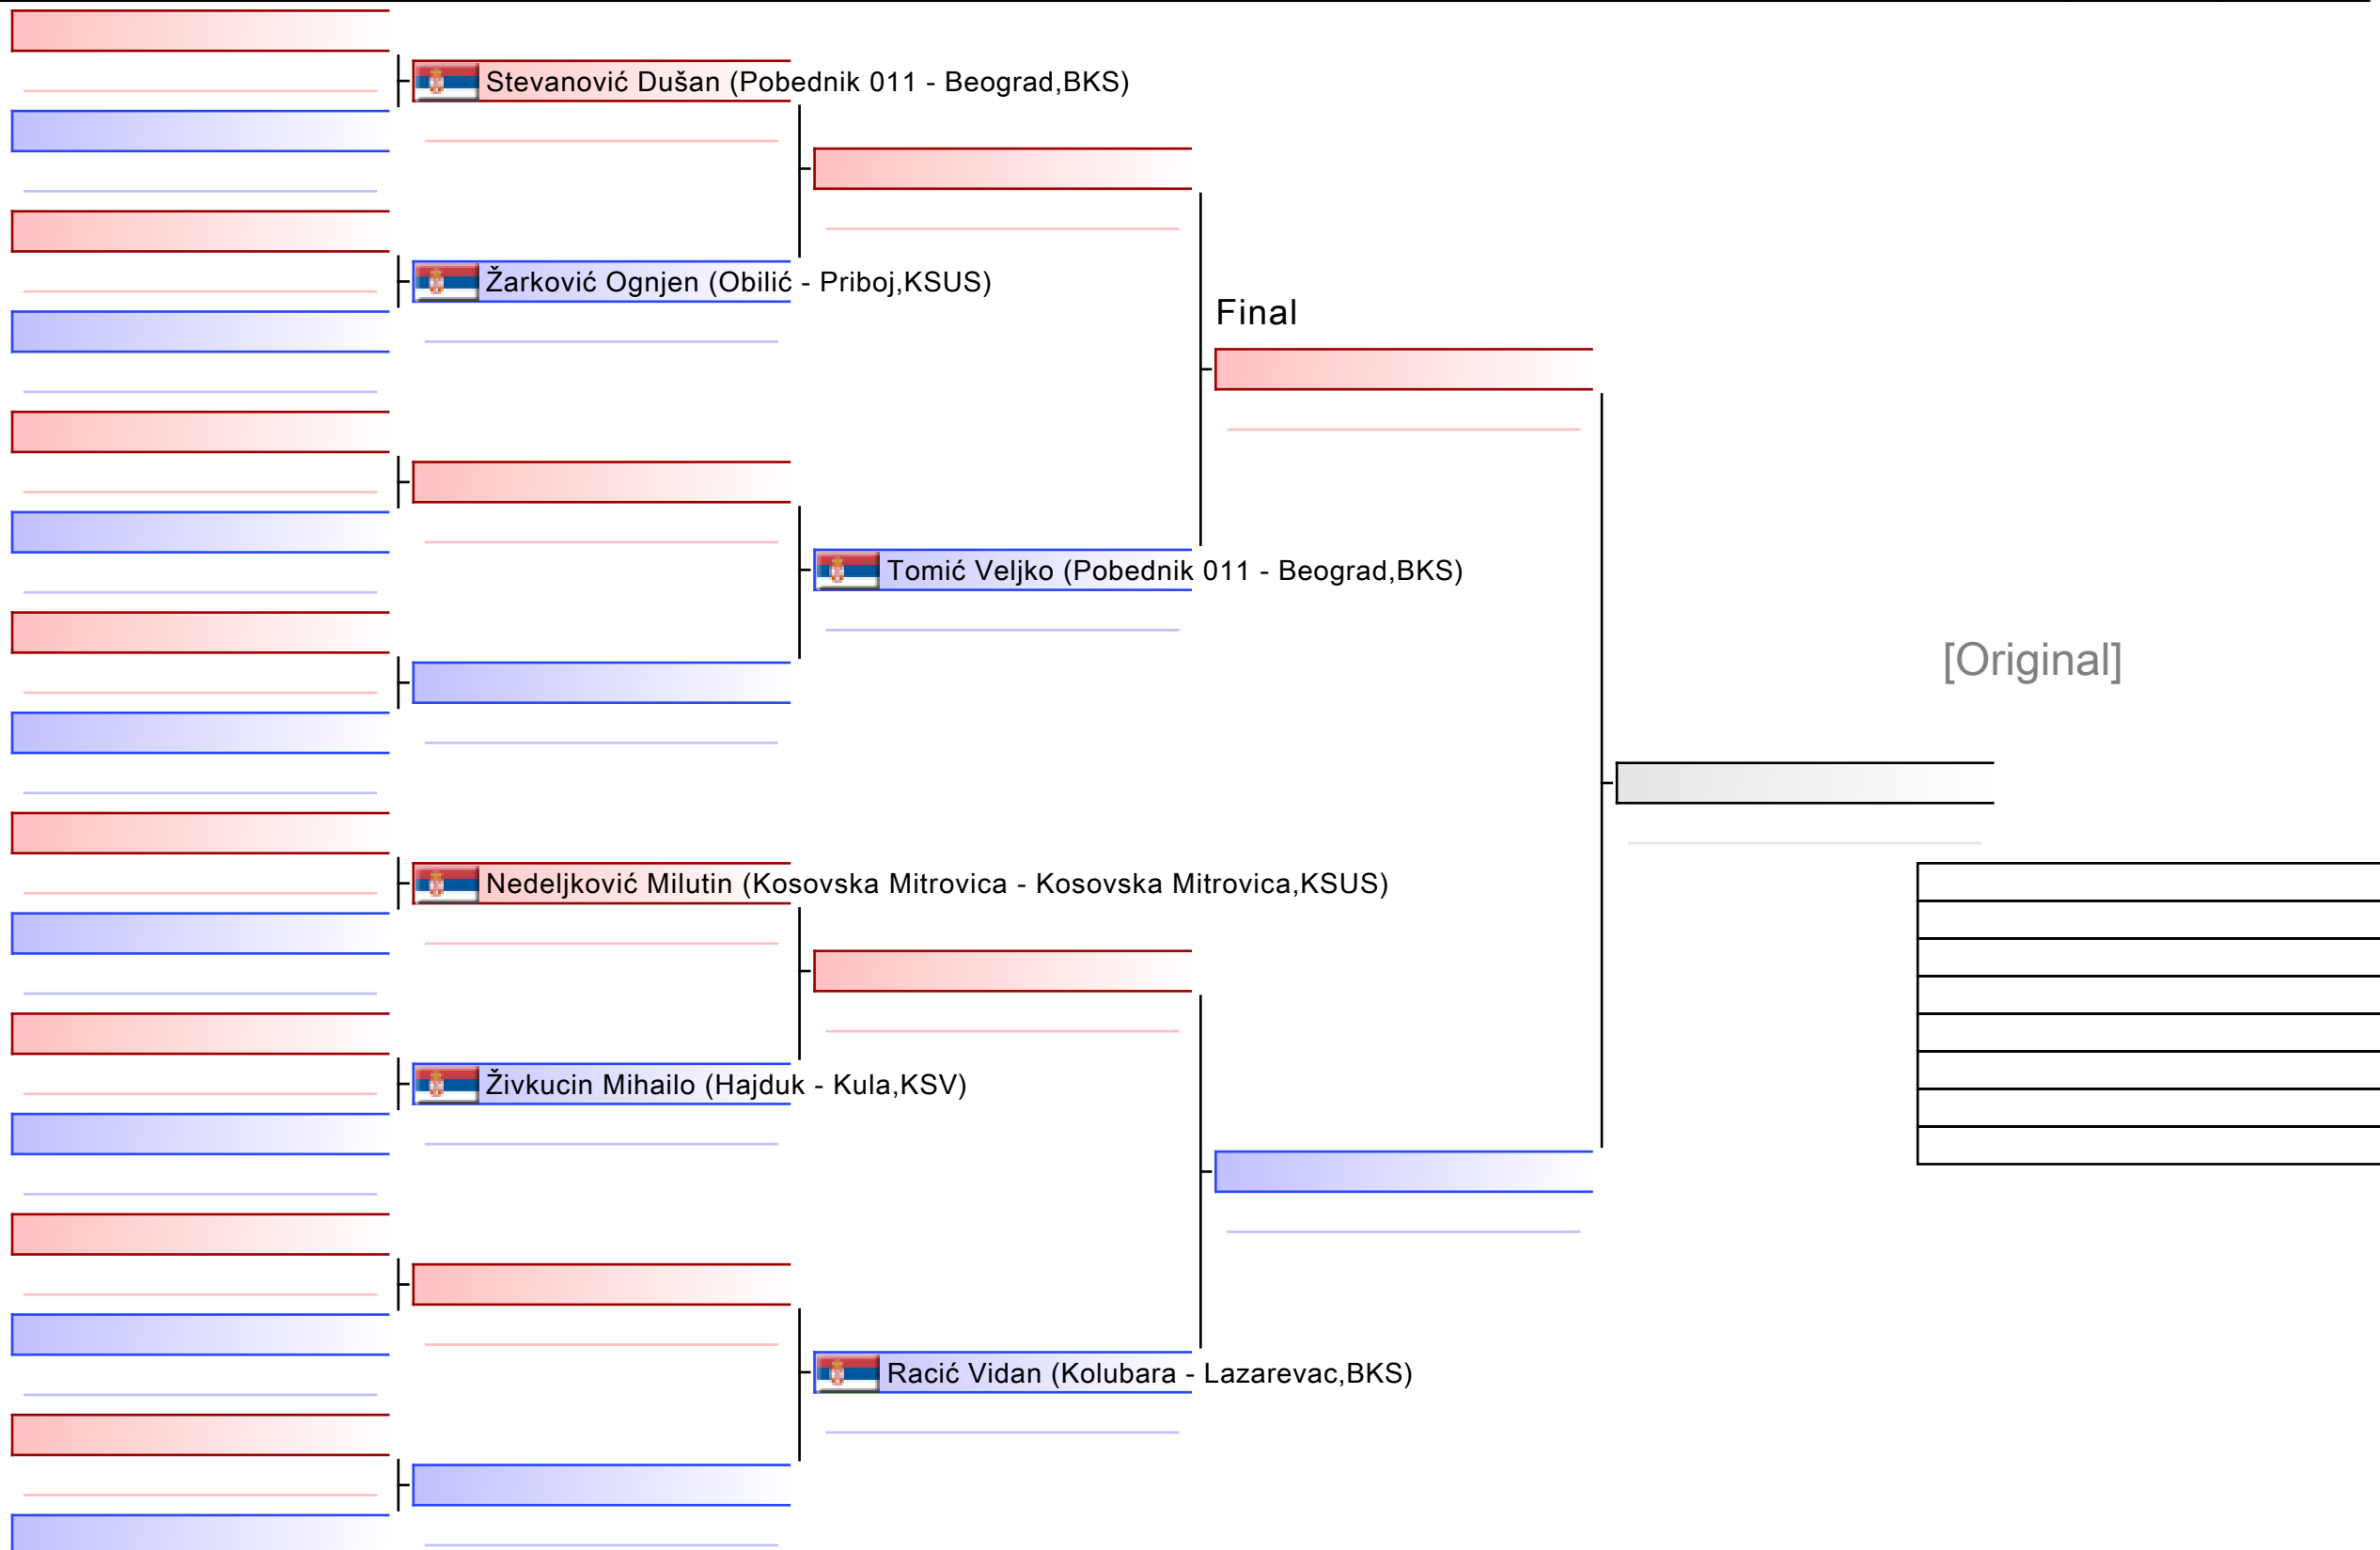 Stevanović Dušan (Pobednik 011 - Beograd,BKS)
Žarković Ognjen (Obilić - Priboj,KSUS)
Final
Tomić Veljko (Pobednik 011 - Beograd,BKS)
[Original]
Nedeljković Milutin (Kosovska Mitrovica - Kosovska Mitrovica,KSUS)
Živkucin Mihailo (Hajduk - Kula,KSV)
Racić Vidan (Kolubara - Lazarevac,BKS)